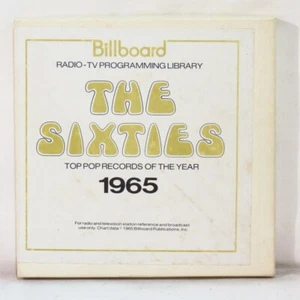 Billboard
RADIO-TV PROGRAMMING LIBRARY
THE
SIXTIES
TOP POP RECORDS OF THE YEAR
1965
For radio and television station reference and broadcast
use only. Chart data © 1965 Billboard Publications, Inc.